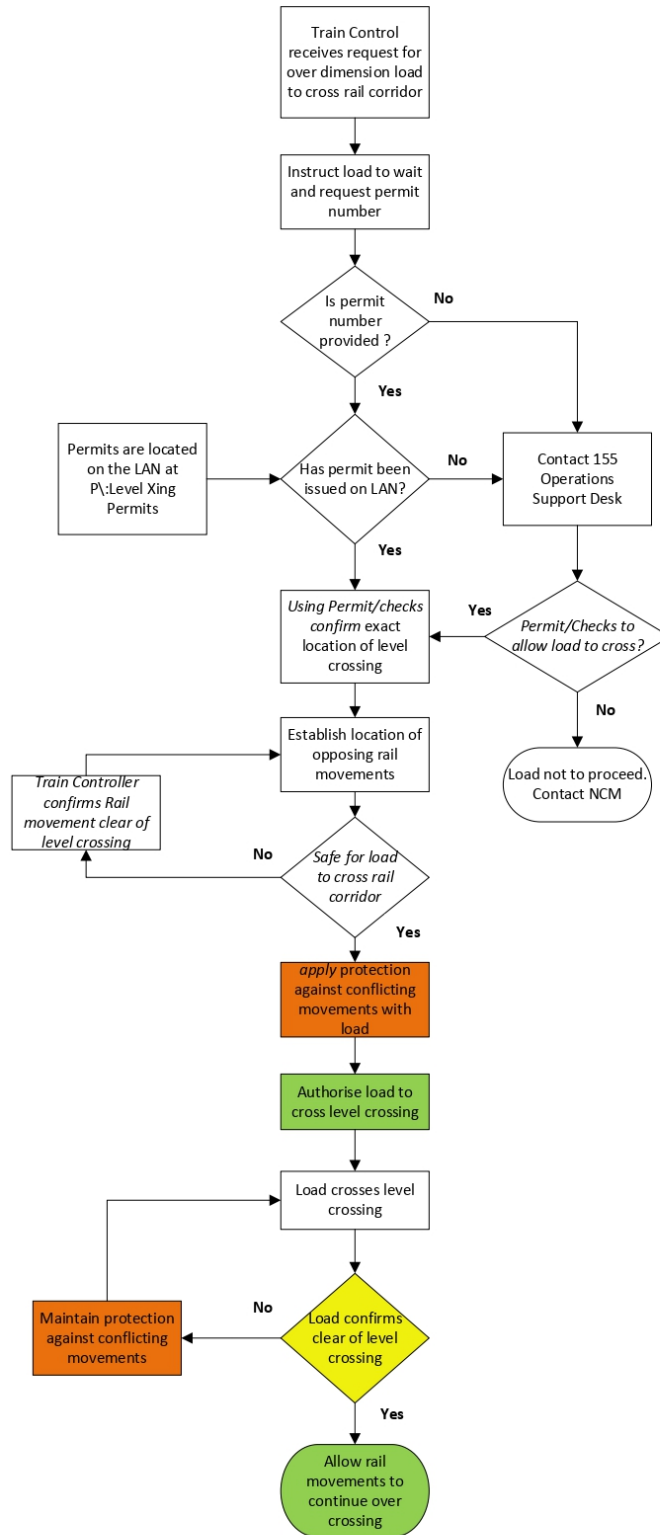 Train Control
receives request for
over dimension load
to cross rail corridor
Instruct load to wait
and request permit
number
No
Is permit
number
provided ?
Yes
Permits are located
on the LAN at
P\:Level Xing
Permits
Has permit been
issued on LAN?
No
Contact 155
Operations
Support Desk
Yes
Using Permit/checks
confirm exact
location of level
crossing
Yes
Permit/Checks to
allow load to cross?
No
Establish location of
opposing rail
movements
Load not to proceed.
Contact NCM
Train Controller
confirms Rail
movement clear of
level crossing
No
Safe for load
to cross rail
corridor
Yes
apply protection
against conflicting
movements with
load
Authorise load to
cross level crossing
Load crosses level
crossing
No
Maintain protection
against conflicting
movements
Load confirms
clear of level
crossing
Yes
Allow rail
movements to
continue over
crossing